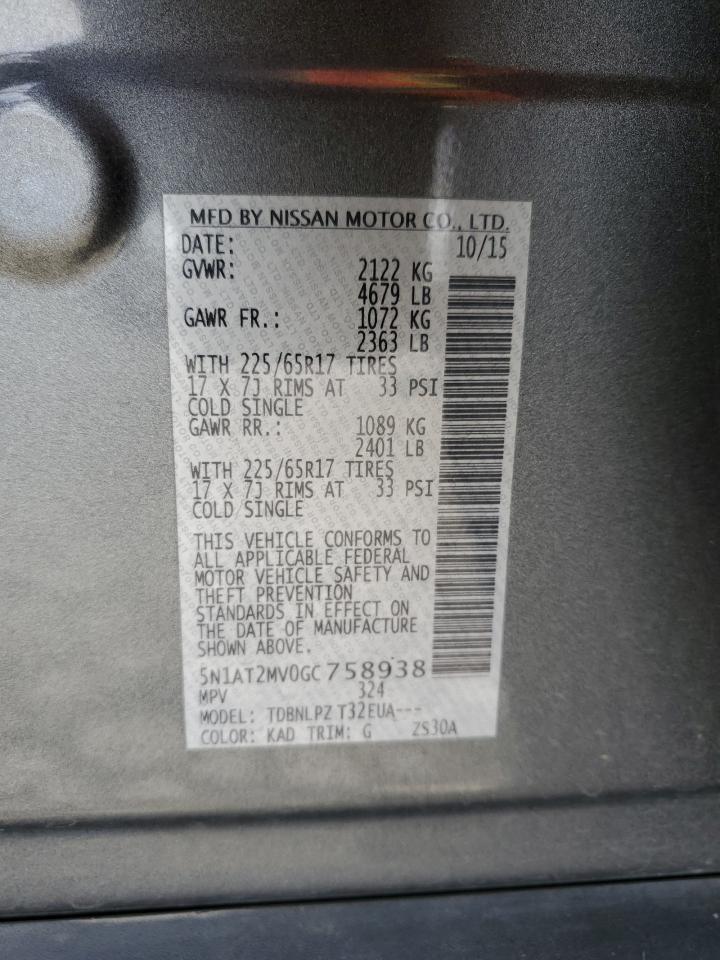 MFD BY NISSAN MOTOR CO., LTD.
DATE: 10/15
GVWR: 2122 KG
4679 LB
GAWR FR.: 1072 KG
2363 LB
WITH 225/65R17 TIRES
17 X 7J RIMS AT 33 PSI
COLD SINGLE
GAWR RR.: 1089 KG
2401 LB
WITH 225/65R17 TIRES
17 X 7J RIMS AT 33 PSI
COLD SINGLE
THIS VEHICLE CONFORMS TO
ALL APPLICABLE FEDERAL
MOTOR VEHICLE SAFETY AND
THEFT PREVENTION
STANDARDS IN EFFECT ON
THE DATE OF MANUFACTURE
SHOWN ABOVE.
5N1AT2MV0GC758938
MPV 324
MODEL: TDBNLPZ T32EUA---
COLOR: KAD TRIM: G ZS30A